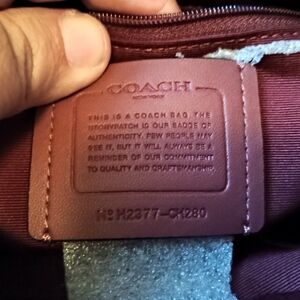 COACH
NEW YORK
THIS IS A COACH BAG. THE
STORYPATCH IS OUR BADGE OF
AUTHENTICITY. FEW PEOPLE MAY
SEE IT, BUT IT WILL ALWAYS BE A
REMINDER OF OUR COMMITMENT
TO QUALITY AND CRAFTSMANSHIP.
Nº M2377-CH280